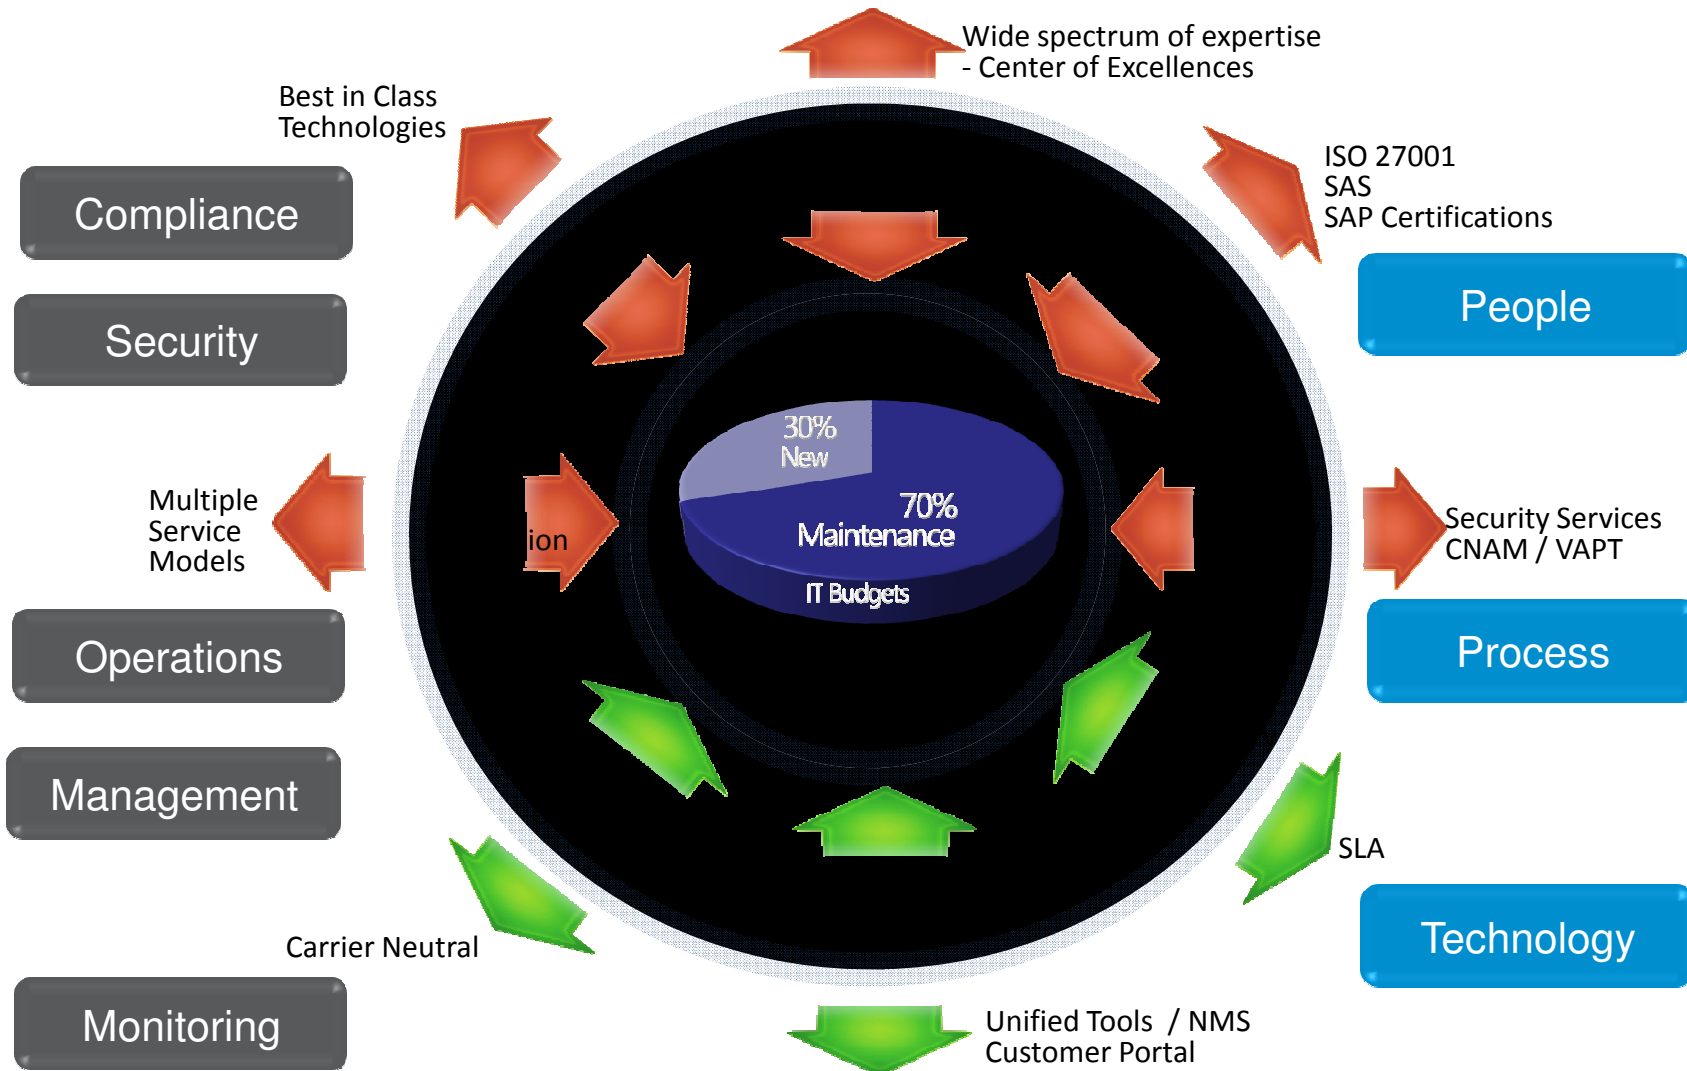 Wide spectrum of expertise
- Center of Excellences
Best in Class
Technologies
ISO 27001
SAS
SAP Certifications
Compliance
Security
People
30%
New
70%
Maintenance
IT Budgets
Multiple
Service
Models
ion
Security Services
CNAM / VAPT
Operations
Process
Management
SLA
Carrier Neutral
Technology
Monitoring
Unified Tools / NMS
Customer Portal